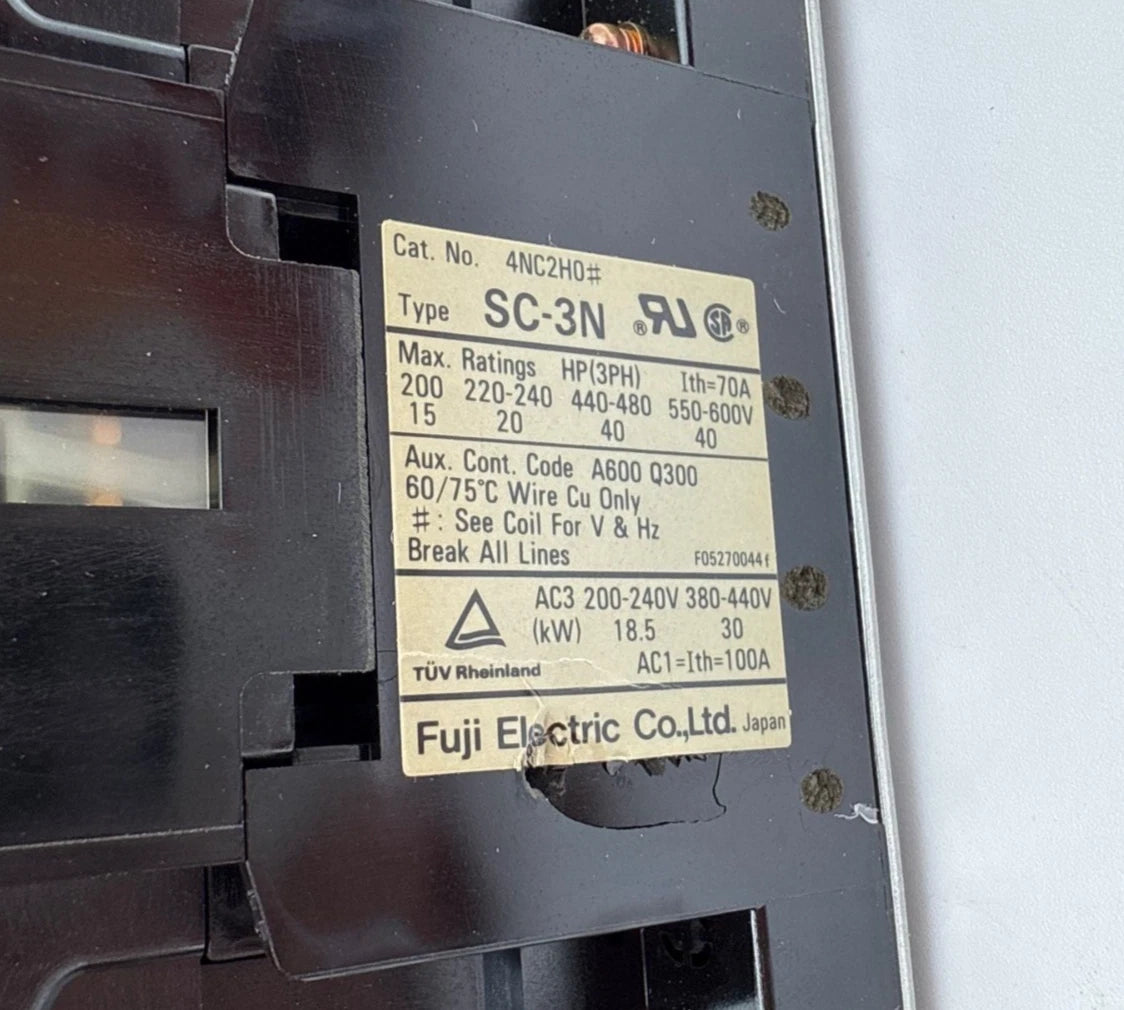 Cat. No. 4NC2H0#
Type SC-3N ® RU SA ®
Max. Ratings HP(3PH) Ith=70A
200 220-240 440-480 550-600V
15 20 40 40
Aux. Cont. Code A600 Q300
60/75°C Wire Cu Only
#: See Coil For V & Hz
Break All Lines F05270044f
AC3 200-240V 380-440V
(kW) 18.5 30
TÜV Rheinland AC1=Ith=100A
Fuji Electric Co.,Ltd. Japan